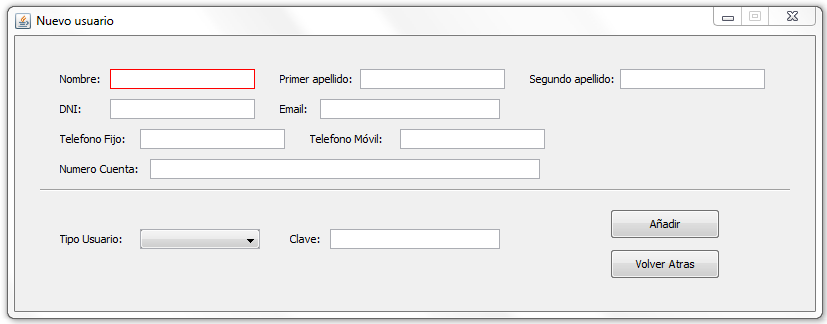 Nuevo usuario
Nombre: Primer apellido: Segundo apellido:
DNI: Email:
Telefono Fijo: Telefono Móvil:
Numero Cuenta:
Añadir
Tipo Usuario: Clave:
Volver Atras